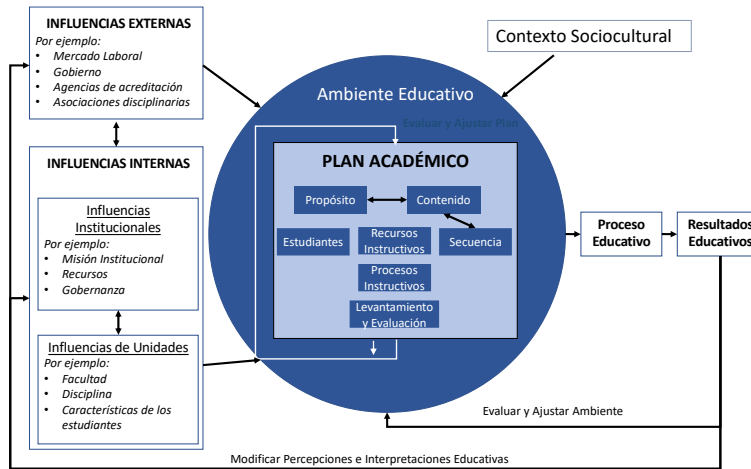 INFLUENCIAS EXTERNAS
Por ejemplo:
• Mercado Laboral
• Gobierno
• Agencias de acreditación
• Asociaciones disciplinarias
INFLUENCIAS INTERNAS
Influencias
Institucionales
Por ejemplo:
• Misión Institucional
• Recursos
• Gobernanza
Influencias de Unidades
Por ejemplo:
• Facultad
• Disciplina
• Características de los
estudiantes
Contexto Sociocultural
Ambiente Educativo
Evaluar y Ajustar Plan
PLAN ACADÉMICO
Propósito
Contenido
Estudiantes
Recursos
Instructivos
Secuencia
Procesos
Instructivos
Levantamiento
y Evaluación
Proceso
Educativo
Resultados
Educativos
Evaluar y Ajustar Ambiente
Modificar Percepciones e Interpretaciones Educativas